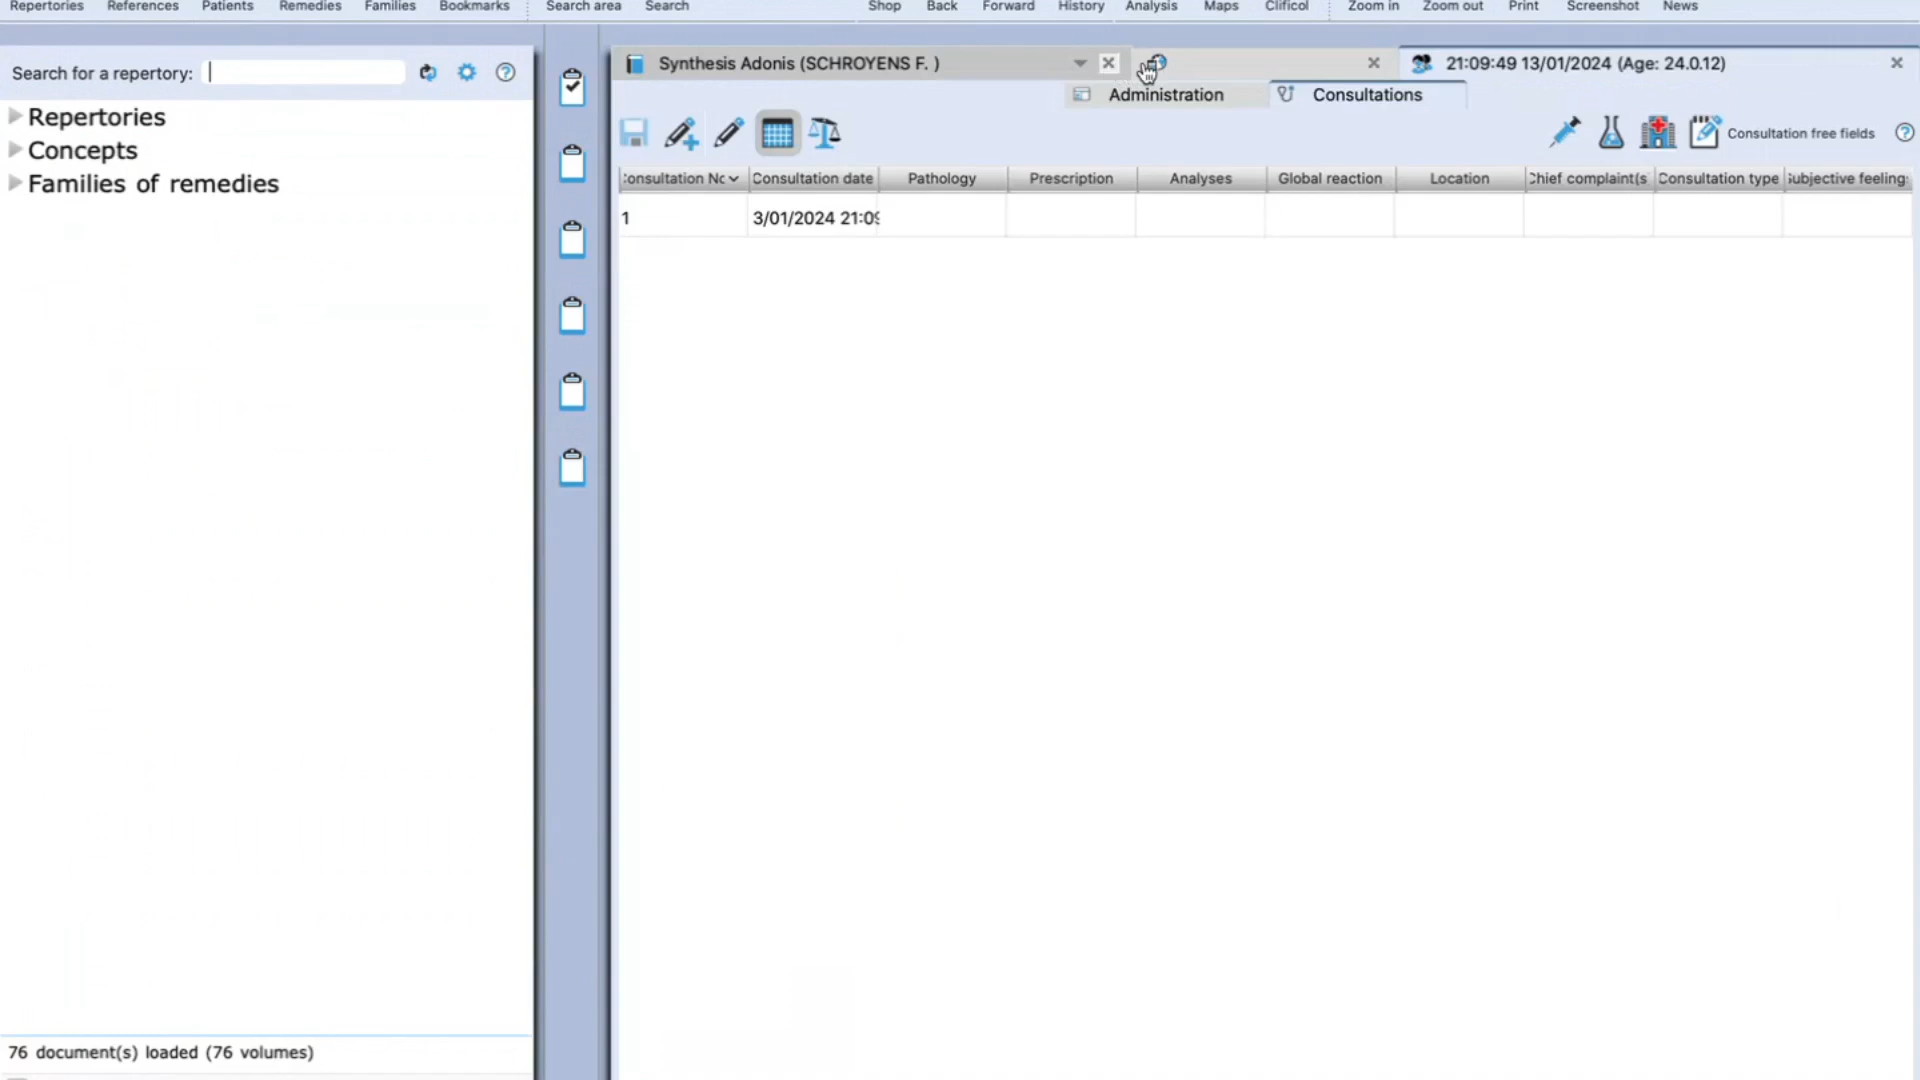 Repertories References Patients Remedies Families Bookmarks Search area Search Shop Back Forward History Analysis Maps Clificol Zoom in Zoom out Print Screenshot News
Search for a repertory:
Synthesis Adonis (SCHROYENS F. )
21:09:49 13/01/2024 (Age: 24.0.12)
Administration Consultations
Consultation free fields
Repertories
Concepts
Families of remedies
onsultation Nc Consultation date Pathology Prescription Analyses Global reaction Location Chief complaint(s Consultation type ubjective feeling
1 3/01/2024 21:09
76 document(s) loaded (76 volumes)